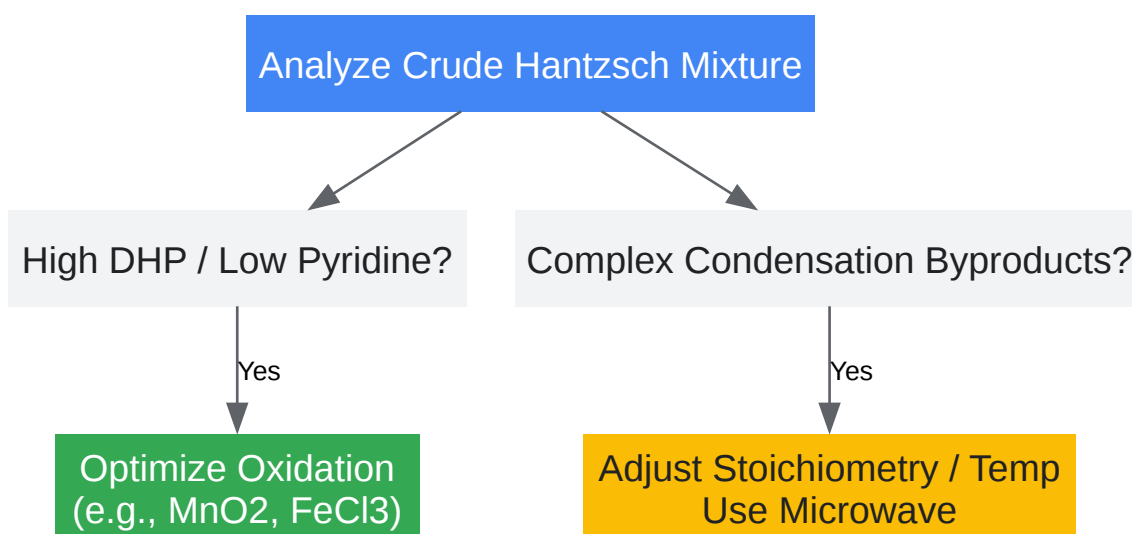 Analyze Crude Hantzsch Mixture
High DHP / Low Pyridine?
Complex Condensation Byproducts?
Yes
Yes
Optimize Oxidation
(e.g., MnO2, FeCl3)
Adjust Stoichiometry / Temp
Use Microwave